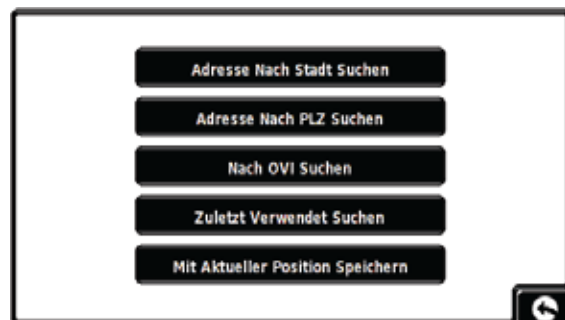 Adresse Nach Stadt Suchen
Adresse Nach PLZ Suchen
Nach OVI Suchen
Zuletzt Verwendet Suchen
Mit Aktueller Position Speichern